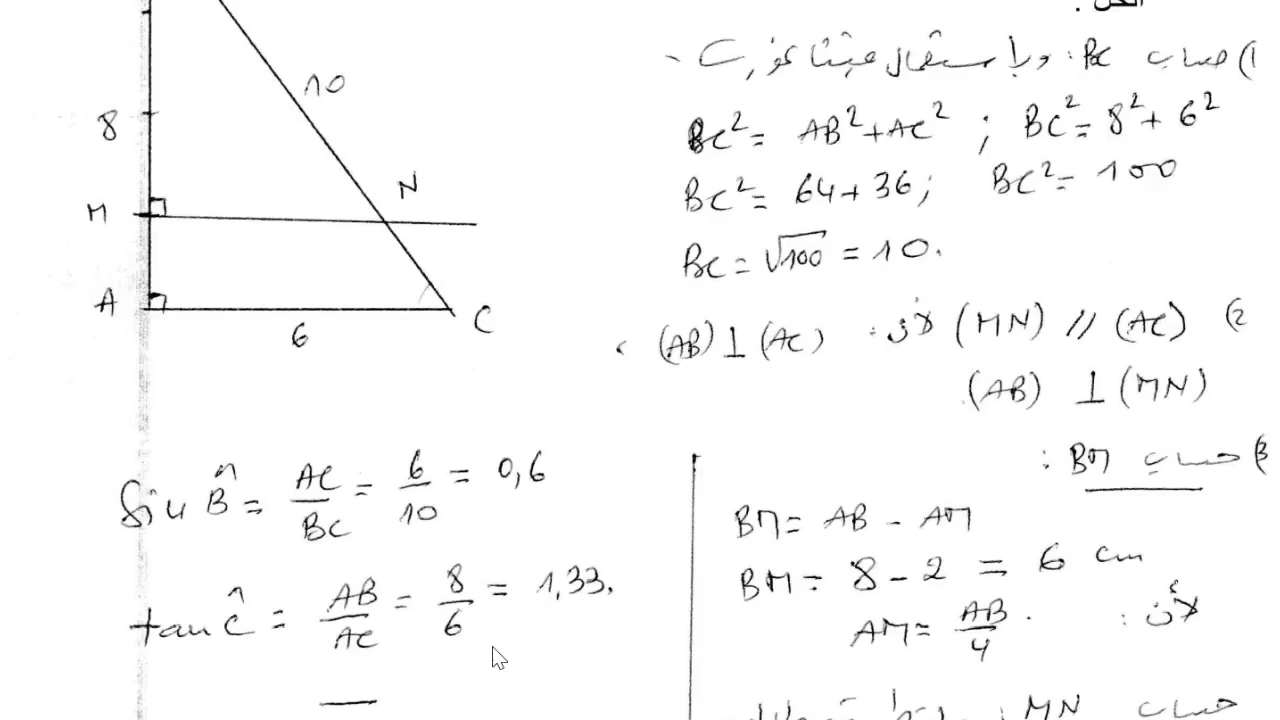 الحل :
1) حساب BC : وباستعمال فيثاغورت
BC² = AB² + AC² ; BC² = 8² + 6²
BC² = 64 + 36 ; BC² = 100
BC = √100 = 10.
2) (MN) // (AC) لأن : (AB) ⊥ (AC) ،
(AB) ⊥ (MN)
3) حساب BM :
BM = AB - AM
BM = 8 - 2 = 6 cm
لأن : AM = AB/4 .
حساب MN :
10
8
N
M
A
C
6
Sin B̂ = AC/BC = 6/10 = 0,6
tan Ĉ = AB/AC = 8/6 = 1,33.